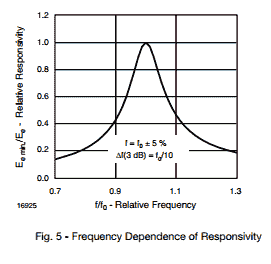 1.2
1.0
0.8
0.6
0.4
0.2
0.0
E e min./E e - Relative Responsivity
f = f0 ± 5 %
Δf(3 dB) = f0/10
0.7 0.9 1.1 1.3
16925
f/f0 - Relative Frequency
Fig. 5 - Frequency Dependence of Responsivity